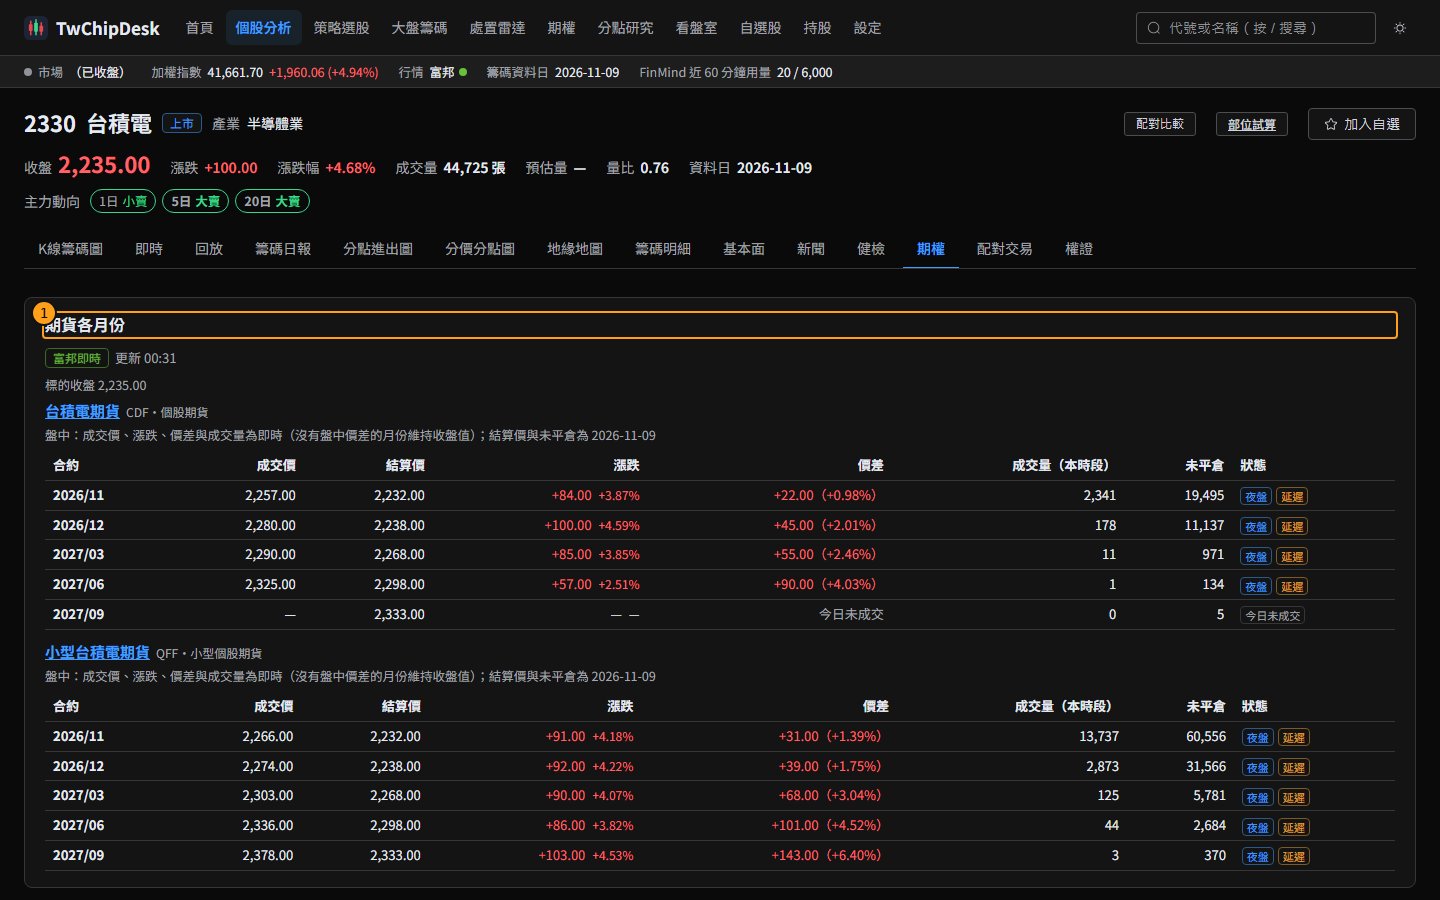 TwChipDesk 首頁 個股分析 策略選股 大盤籌碼 處置雷達 期權 分點研究 看盤室 自選股 持股 設定 代號或名稱（按 / 搜尋）
市場 （已收盤） 加權指數 41,661.70 +1,960.06 (+4.94%) 行情 富邦 籌碼資料日 2026-11-09 FinMind 近 60 分鐘用量 20 / 6,000
2330 台積電 上市 產業 半導體業 配對比較 部位試算 加入自選
收盤 2,235.00 漲跌 +100.00 漲跌幅 +4.68% 成交量 44,725 張 預估量 — 量比 0.76 資料日 2026-11-09
主力動向 1日 小賣 5日 大賣 20日 大賣
K線籌碼圖 即時 回放 籌碼日報 分點進出圖 分價分點圖 地緣地圖 籌碼明細 基本面 新聞 健檢 期權 配對交易 權證
1
期貨各月份
富邦即時 更新 00:31
標的收盤 2,235.00
台積電期貨 CDF・個股期貨
盤中：成交價、漲跌、價差與成交量為即時（沒有盤中價差的月份維持收盤值）；結算價與未平倉為 2026-11-09
合約 成交價 結算價 漲跌 價差 成交量（本時段） 未平倉 狀態
2026/11 2,257.00 2,232.00 +84.00 +3.87% +22.00（+0.98%） 2,341 19,495 夜盤 延遲
2026/12 2,280.00 2,238.00 +100.00 +4.59% +45.00（+2.01%） 178 11,137 夜盤 延遲
2027/03 2,290.00 2,268.00 +85.00 +3.85% +55.00（+2.46%） 11 971 夜盤 延遲
2027/06 2,325.00 2,298.00 +57.00 +2.51% +90.00（+4.03%） 1 134 夜盤 延遲
2027/09 — 2,333.00 — — 今日未成交 0 5 今日未成交
小型台積電期貨 QFF・小型個股期貨
盤中：成交價、漲跌、價差與成交量為即時（沒有盤中價差的月份維持收盤值）；結算價與未平倉為 2026-11-09
合約 成交價 結算價 漲跌 價差 成交量（本時段） 未平倉 狀態
2026/11 2,266.00 2,232.00 +91.00 +4.18% +31.00（+1.39%） 13,737 60,556 夜盤 延遲
2026/12 2,274.00 2,238.00 +92.00 +4.22% +39.00（+1.75%） 2,873 31,566 夜盤 延遲
2027/03 2,303.00 2,268.00 +90.00 +4.07% +68.00（+3.04%） 125 5,781 夜盤 延遲
2027/06 2,336.00 2,298.00 +86.00 +3.82% +101.00（+4.52%） 44 2,684 夜盤 延遲
2027/09 2,378.00 2,333.00 +103.00 +4.53% +143.00（+6.40%） 3 370 夜盤 延遲